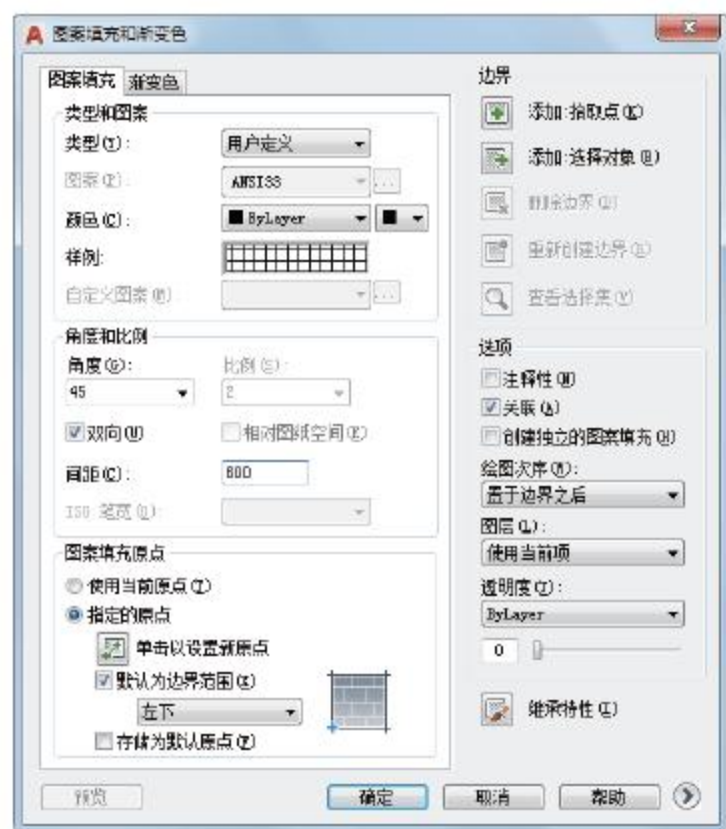 图案填充和渐变色
图案填充 渐变色
类型和图案
类型(Y):
用户定义
图案(P):
ANSI33
颜色(C):
ByLayer
样例:
自定义图案(M):
角度和比例
角度(G):
比例(S):
45
2
双向(U)
相对图纸空间(E)
间距(C):
600
ISO 笔宽(O):
图案填充原点
使用当前原点(T)
指定的原点
单击以设置新原点
默认为边界范围(X)
左下
存储为默认原点(F)
边界
添加:拾取点(K)
添加:选择对象(B)
删除边界(D)
重新创建边界(R)
查看选择集(V)
选项
注释性(N)
关联(A)
创建独立的图案填充(H)
绘图次序(W):
置于边界之后
图层(L):
使用当前项
透明度(T):
ByLayer
0
继承特性(I)
预览
确定
取消
帮助